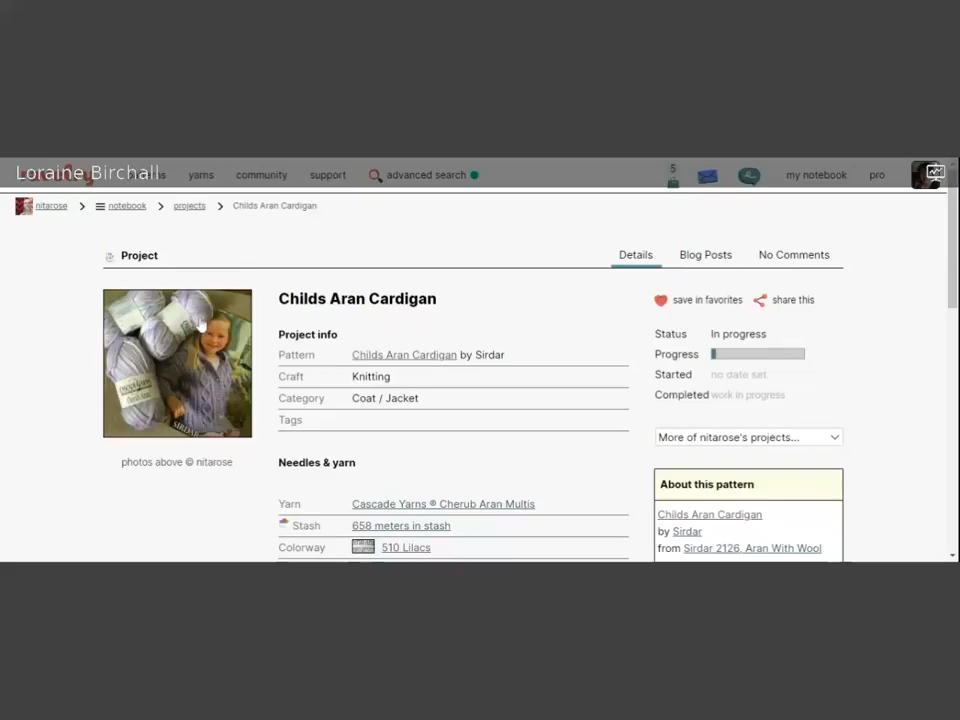 Loraine Birchall
yarns community support advanced search 5 my notebook pro
nitarose notebook projects Childs Aran Cardigan
Project Details Blog Posts No Comments
Childs Aran Cardigan
save in favorites share this
Project info
Status In progress
Pattern Childs Aran Cardigan by Sirdar
Progress
Craft Knitting
Started no date set
Category Coat / Jacket
Completed work in progress
Tags
More of nitarose's projects...
SIRDAR
photos above © nitarose
Needles & yarn
About this pattern
Yarn Cascade Yarns ® Cherub Aran Multis
Childs Aran Cardigan
Stash 658 meters in stash
by Sirdar
Colorway 510 Lilacs
from Sirdar 2126, Aran With Wool